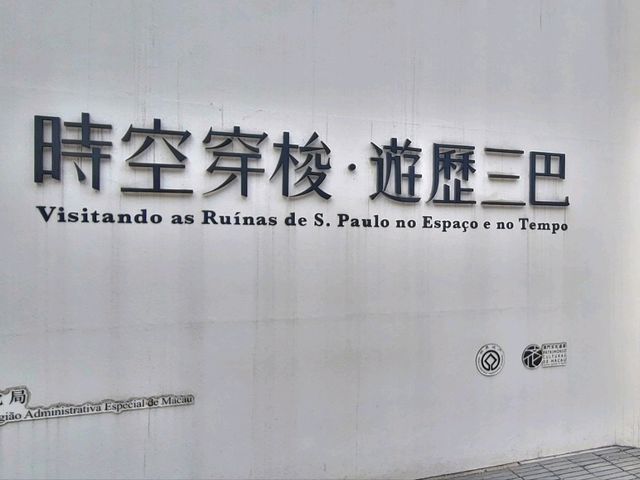 時空穿梭·遊歷三巴
Visitando as Ruínas de S. Paulo no Espaço e no Tempo
局
Administrativa Especial de Macau